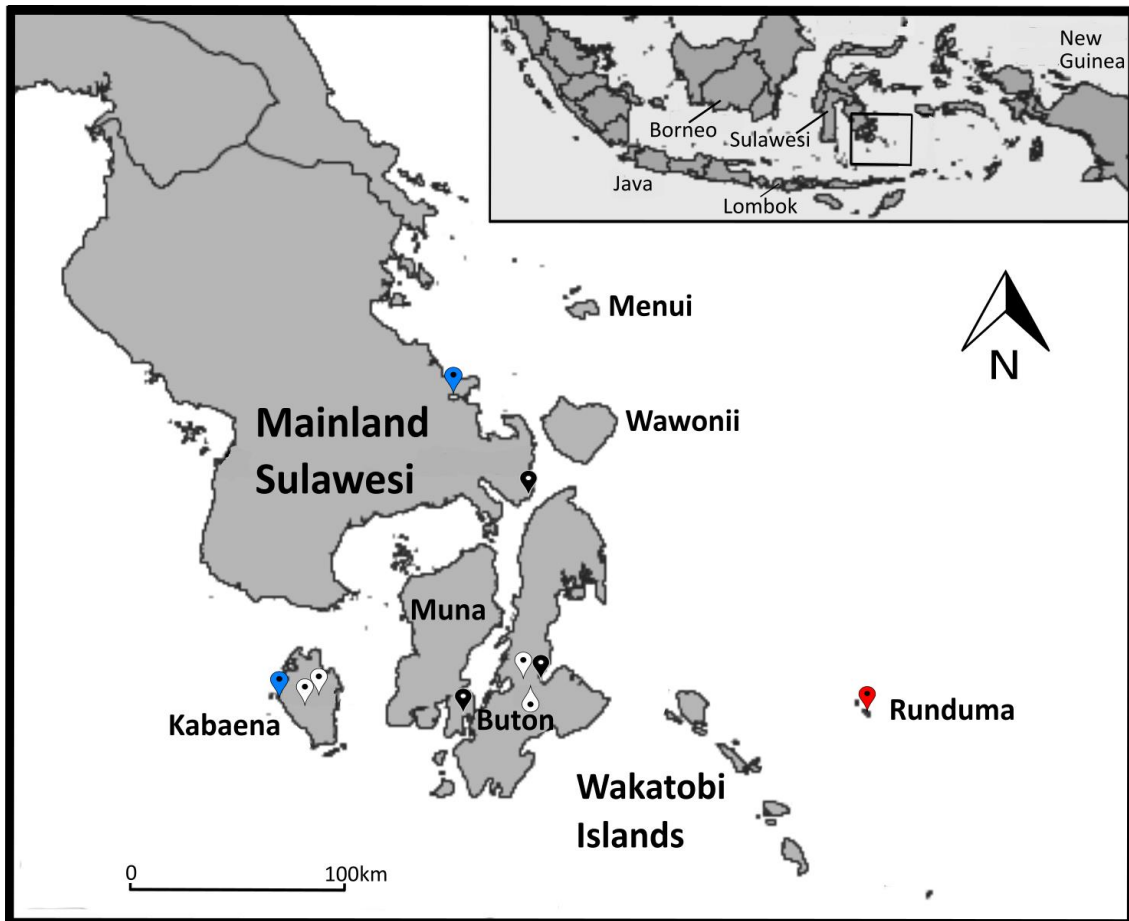 New
Guinea
Borneo
Sulawesi
Java
Lombok
Menui
N
Mainland
Sulawesi
Wawonii
Muna
Kabaena
Buton
Runduma
Wakatobi
Islands
0
100km